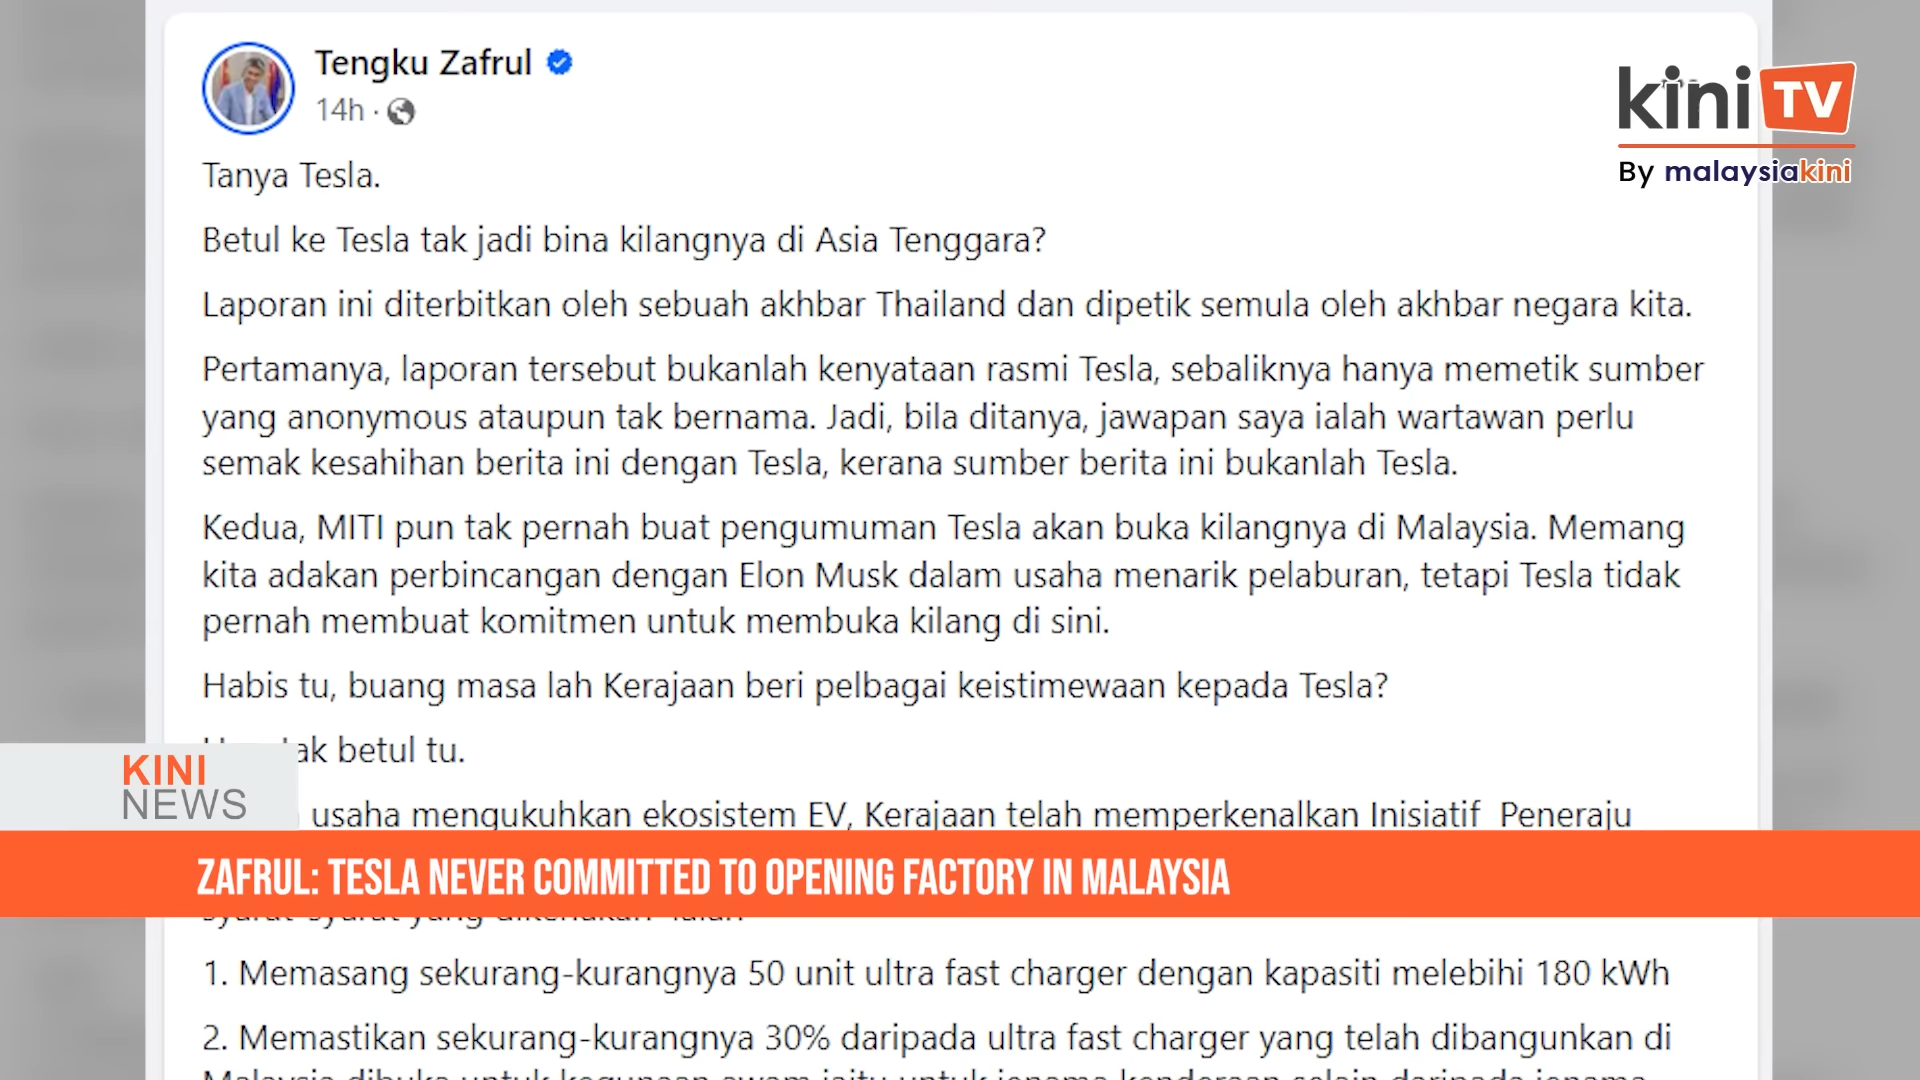 Tengku Zafrul
14h ·
kini TV
By malaysiakini
Tanya Tesla.
Betul ke Tesla tak jadi bina kilangnya di Asia Tenggara?
Laporan ini diterbitkan oleh sebuah akhbar Thailand dan dipetik semula oleh akhbar negara kita.
Pertamanya, laporan tersebut bukanlah kenyataan rasmi Tesla, sebaliknya hanya memetik sumber
yang anonymous ataupun tak bernama. Jadi, bila ditanya, jawapan saya ialah wartawan perlu
semak kesahihan berita ini dengan Tesla, kerana sumber berita ini bukanlah Tesla.
Kedua, MITI pun tak pernah buat pengumuman Tesla akan buka kilangnya di Malaysia. Memang
kita adakan perbincangan dengan Elon Musk dalam usaha menarik pelaburan, tetapi Tesla tidak
pernah membuat komitmen untuk membuka kilang di sini.
Habis tu, buang masa lah Kerajaan beri pelbagai keistimewaan kepada Tesla?
betul tu.
KINI
NEWS
usaha mengukuhkan ekosistem EV, Kerajaan telah memperkenalkan Inisiatif Peneraju
ZAFRUL: TESLA NEVER COMMITTED TO OPENING FACTORY IN MALAYSIA
1. Memasang sekurang-kurangnya 50 unit ultra fast charger dengan kapasiti melebihi 180 kWh
2. Memastikan sekurang-kurangnya 30% daripada ultra fast charger yang telah dibangunkan di